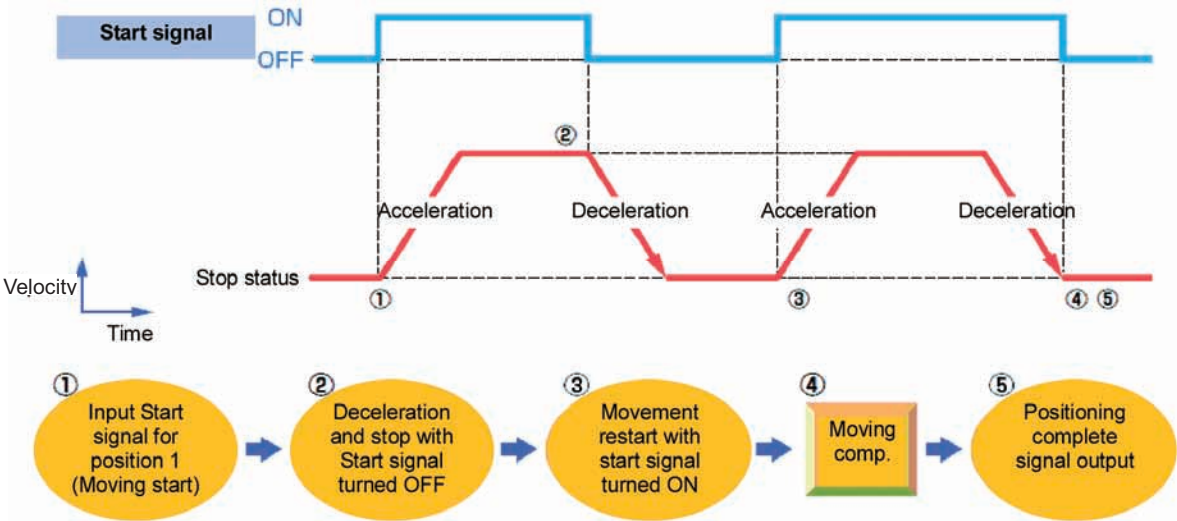 Start signal
ON
OFF
②
Acceleration
Deceleration
Acceleration
Deceleration
Velocity
Time
Stop status
①
③
④ ⑤
①
Input Start
signal for
position 1
(Moving start)
②
Deceleration
and stop with
Start signal
turned OFF
③
Movement
restart with
start signal
turned ON
④
Moving
comp.
⑤
Positioning
complete
signal output